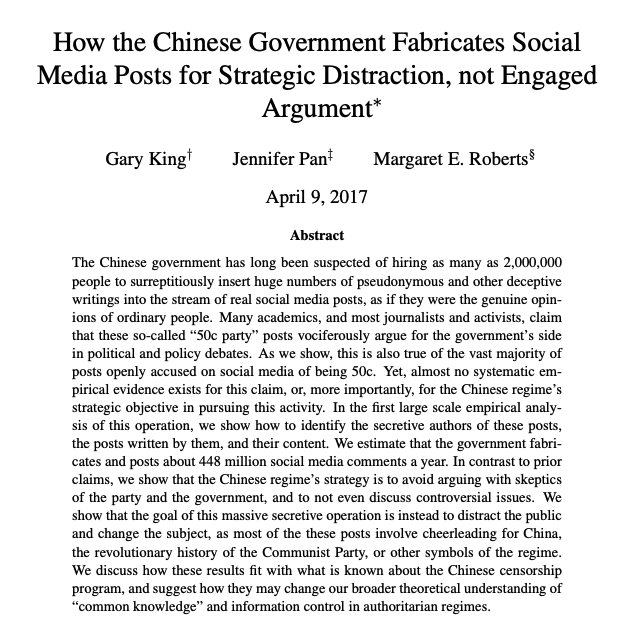 How the Chinese Government Fabricates Social
Media Posts for Strategic Distraction, not Engaged
Argument*
Gary King† Jennifer Pan‡ Margaret E. Roberts§
April 9, 2017
Abstract
The Chinese government has long been suspected of hiring as many as 2,000,000
people to surreptitiously insert huge numbers of pseudonymous and other deceptive
writings into the stream of real social media posts, as if they were the genuine opin-
ions of ordinary people. Many academics, and most journalists and activists, claim
that these so-called “50c party” posts vociferously argue for the government’s side
in political and policy debates. As we show, this is also true of the vast majority of
posts openly accused on social media of being 50c. Yet, almost no systematic em-
pirical evidence exists for this claim, or, more importantly, for the Chinese regime’s
strategic objective in pursuing this activity. In the first large scale empirical analy-
sis of this operation, we show how to identify the secretive authors of these posts,
the posts written by them, and their content. We estimate that the government fabri-
cates and posts about 448 million social media comments a year. In contrast to prior
claims, we show that the Chinese regime’s strategy is to avoid arguing with skeptics
of the party and the government, and to not even discuss controversial issues. We
show that the goal of this massive secretive operation is instead to distract the public
and change the subject, as most of the these posts involve cheerleading for China,
the revolutionary history of the Communist Party, or other symbols of the regime.
We discuss how these results fit with what is known about the Chinese censorship
program, and suggest how they may change our broader theoretical understanding of
“common knowledge” and information control in authoritarian regimes.